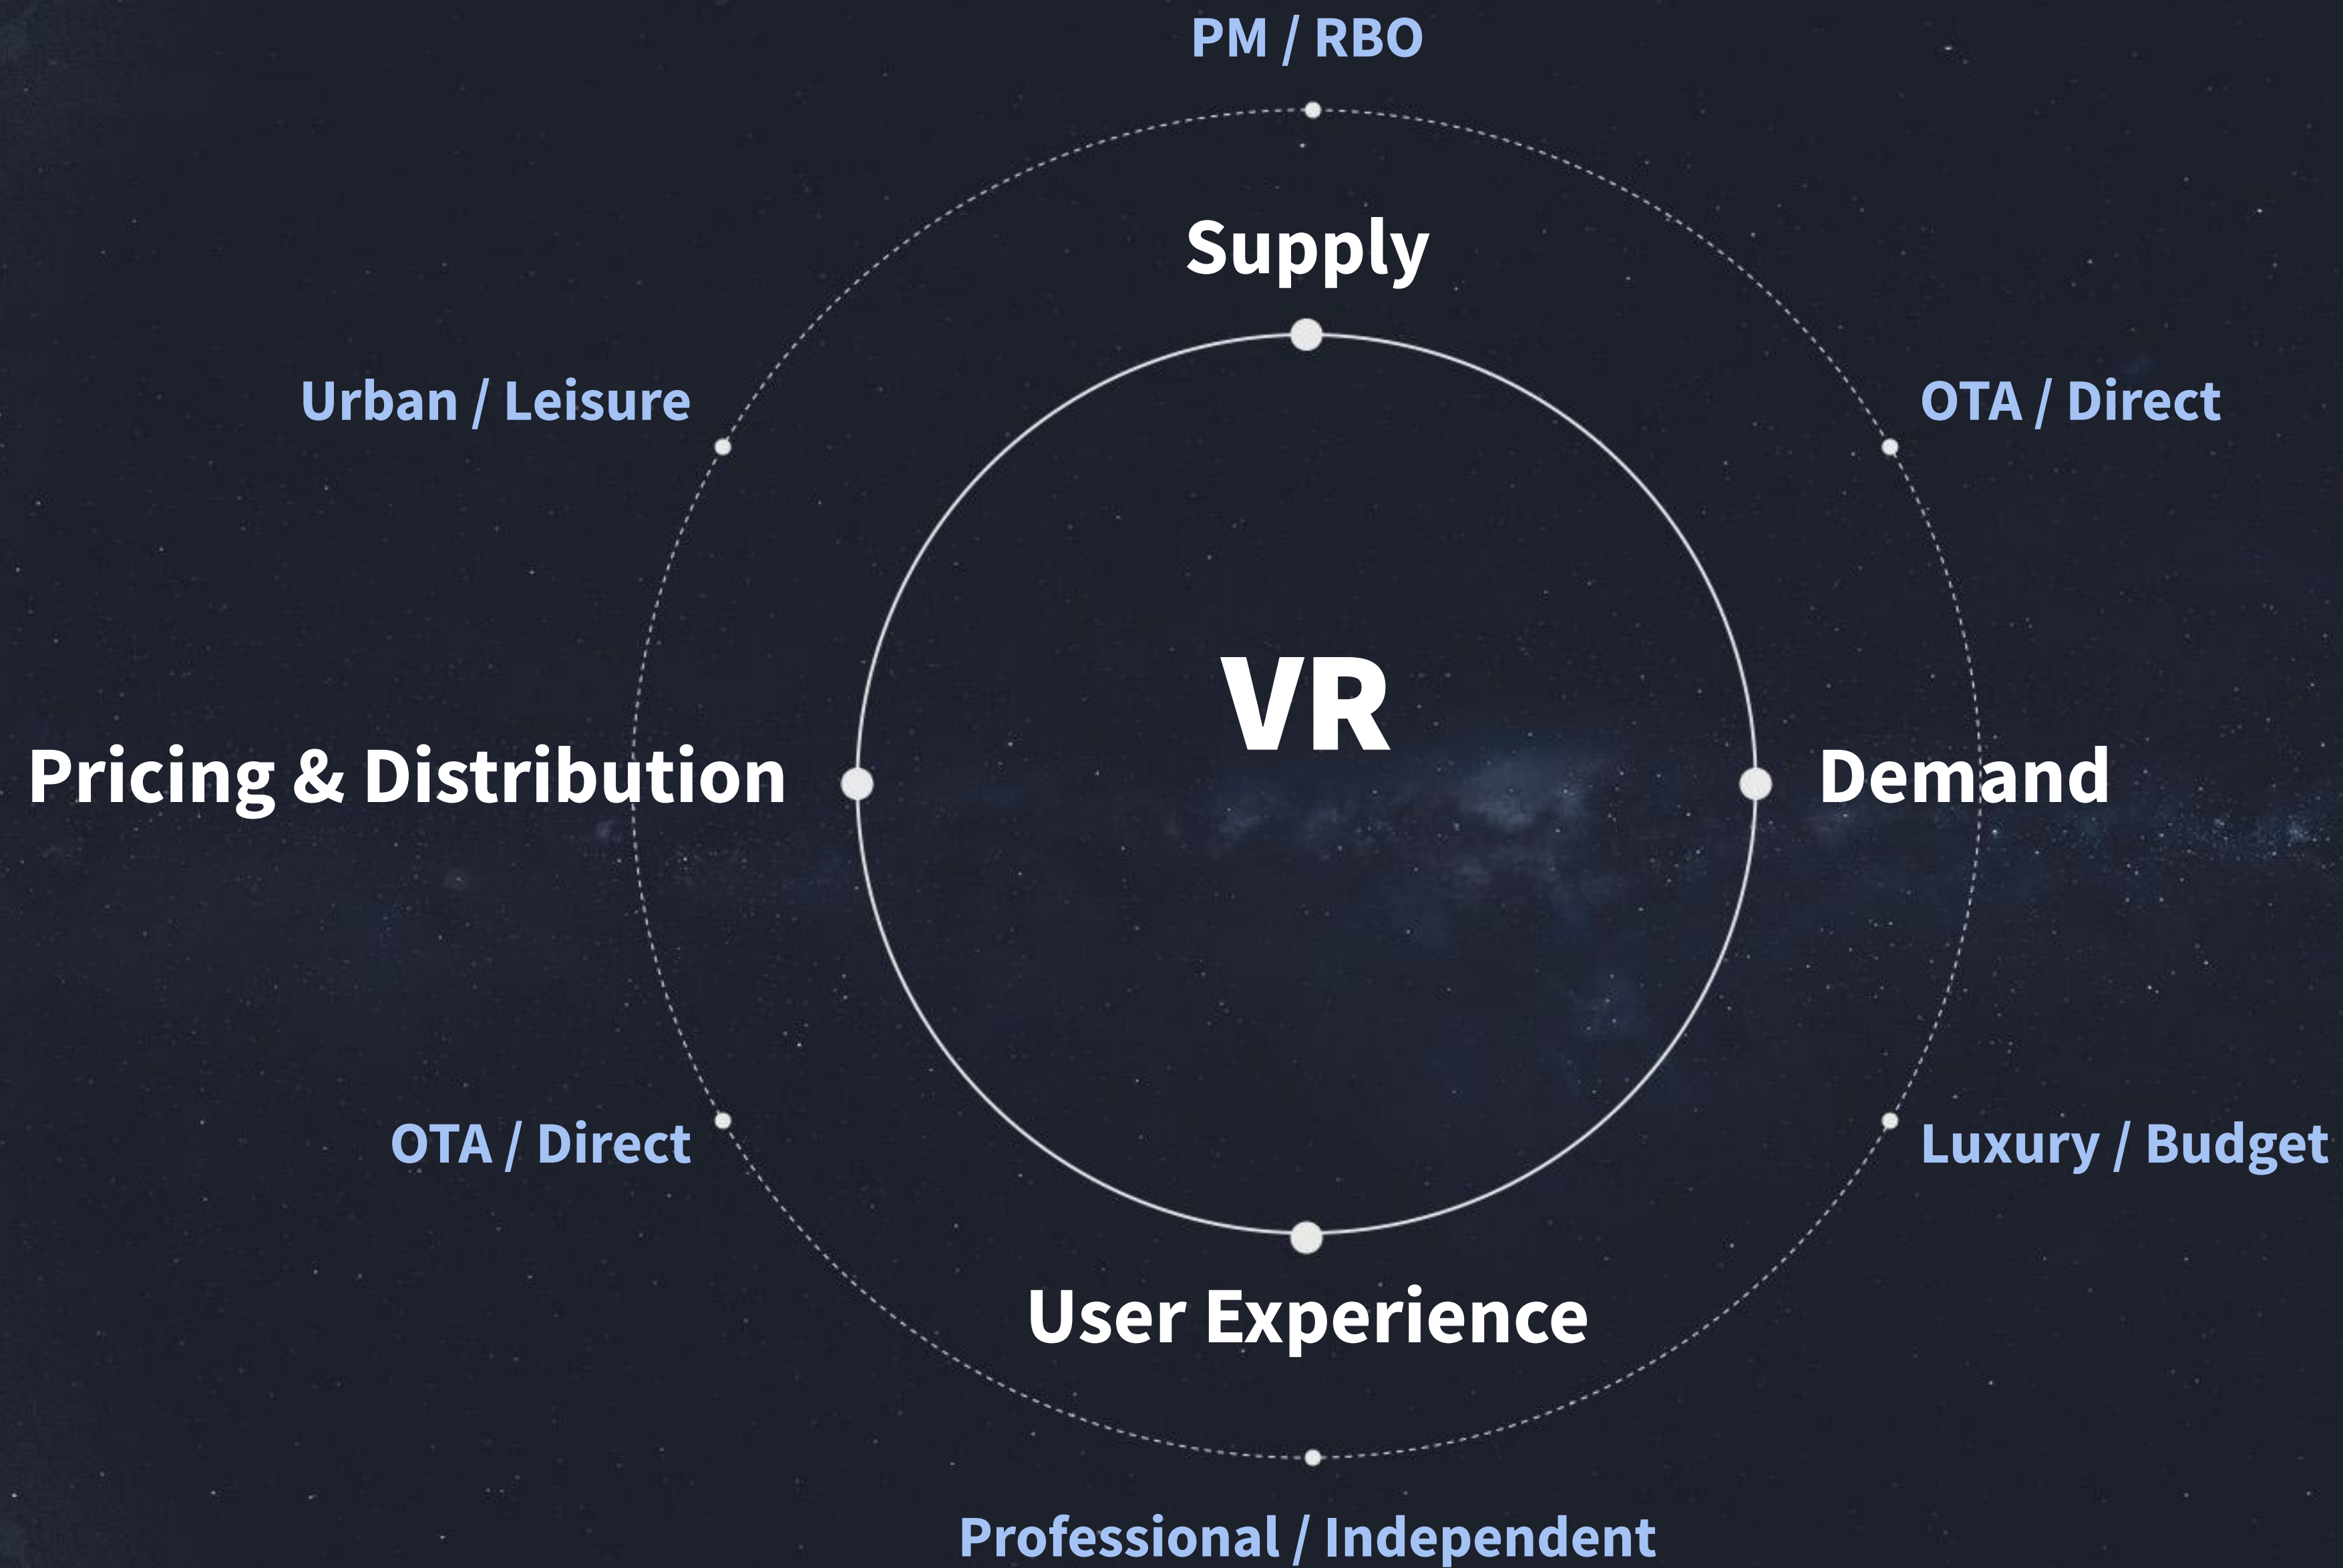 PM / RBO
Supply
Urban / Leisure
OTA / Direct
VR
Pricing & Distribution
Demand
OTA / Direct
Luxury / Budget
User Experience
Professional / Independent